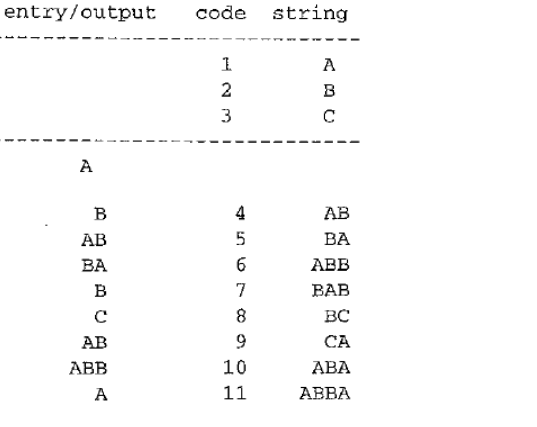 entry/output code string
------------------------------------
1 A
2 B
3 C
------------------------------------
A
B 4 AB
AB 5 BA
BA 6 ABB
B 7 BAB
C 8 BC
AB 9 CA
ABB 10 ABA
A 11 ABBA